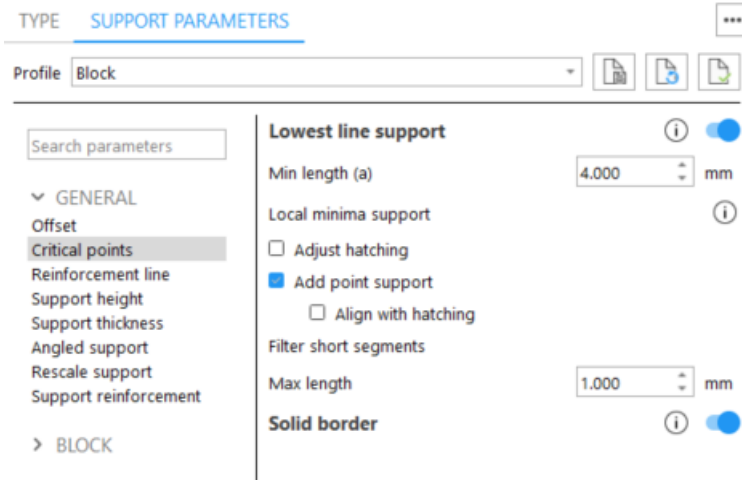 TYPE SUPPORT PARAMETERS
Profile Block
Search parameters
GENERAL
Offset
Critical points
Reinforcement line
Support height
Support thickness
Angled support
Rescale support
Support reinforcement
BLOCK
Lowest line support
Min length (a) 4.000 mm
Local minima support
Adjust hatching
Add point support
Align with hatching
Filter short segments
Max length 1.000 mm
Solid border